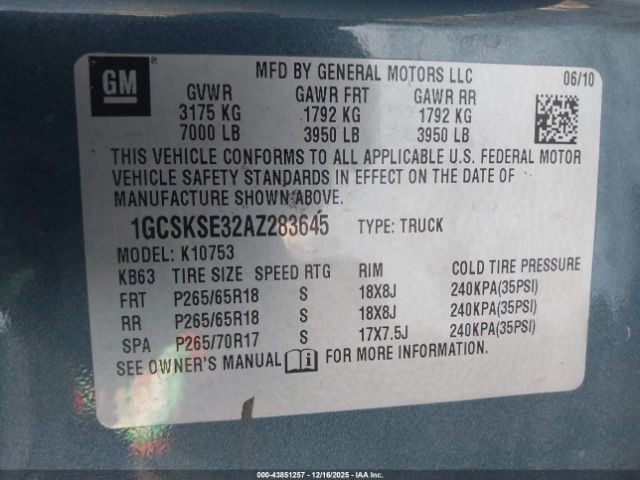 GM
MFD BY GENERAL MOTORS LLC 06/10
GVWR GAWR FRT GAWR RR
3175 KG 1792 KG 1792 KG
7000 LB 3950 LB 3950 LB
THIS VEHICLE CONFORMS TO ALL APPLICABLE U.S. FEDERAL MOTOR
VEHICLE SAFETY STANDARDS IN EFFECT ON THE DATE OF
MANUFACTURE SHOWN ABOVE.
1GCSKSE32AZ283645 TYPE: TRUCK
MODEL: K10753
KB63 TIRE SIZE SPEED RTG RIM COLD TIRE PRESSURE
FRT P265/65R18 S 18X8J 240KPA(35PSI)
RR P265/65R18 S 18X8J 240KPA(35PSI)
SPA P265/70R17 S 17X7.5J 240KPA(35PSI)
SEE OWNER'S MANUAL i FOR MORE INFORMATION.
00-43851257 - 12/16/2025 - COPYRIGHT IAA, LLC.